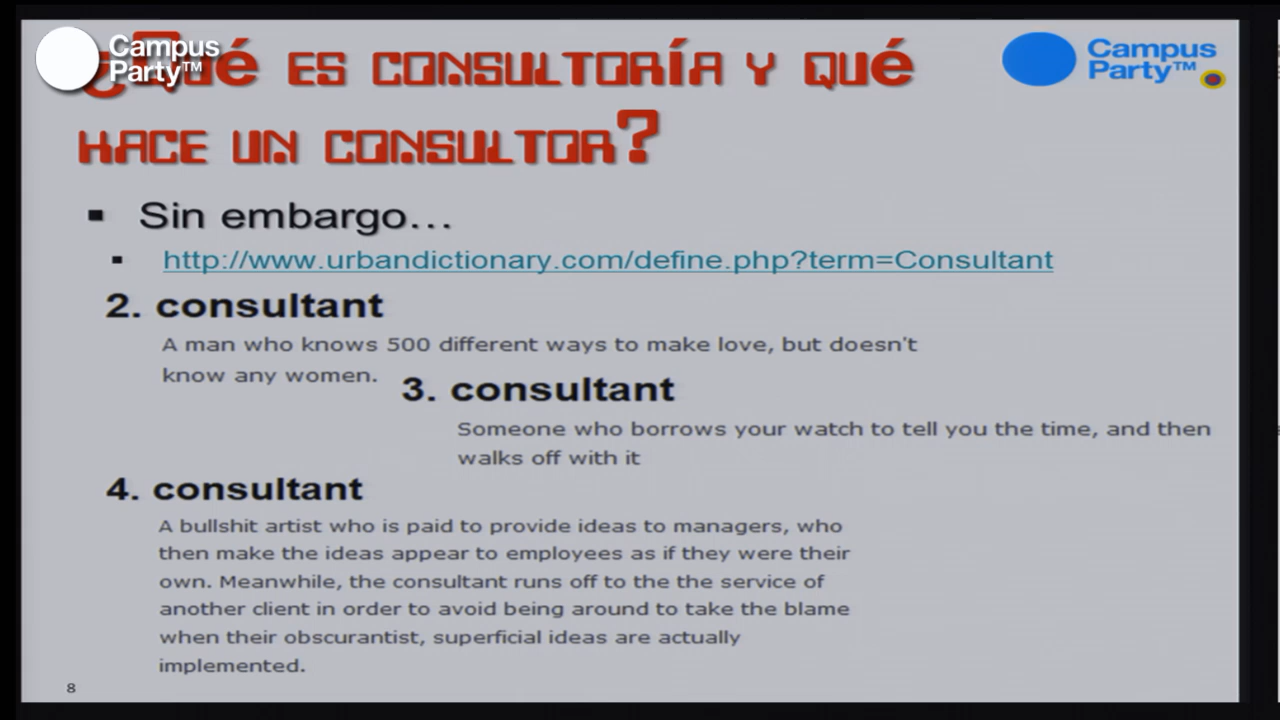 Campus
Party™
¿Qué es consultoría y qué
hace un consultor?
Campus
Party™
▪ Sin embargo...
▪ http://www.urbandictionary.com/define.php?term=Consultant
2. consultant
A man who knows 500 different ways to make love, but doesn't
know any women.
3. consultant
Someone who borrows your watch to tell you the time, and then
walks off with it
4. consultant
A bullshit artist who is paid to provide ideas to managers, who
then make the ideas appear to employees as if they were their
own. Meanwhile, the consultant runs off to the the service of
another client in order to avoid being around to take the blame
when their obscurantist, superficial ideas are actually
implemented.
8